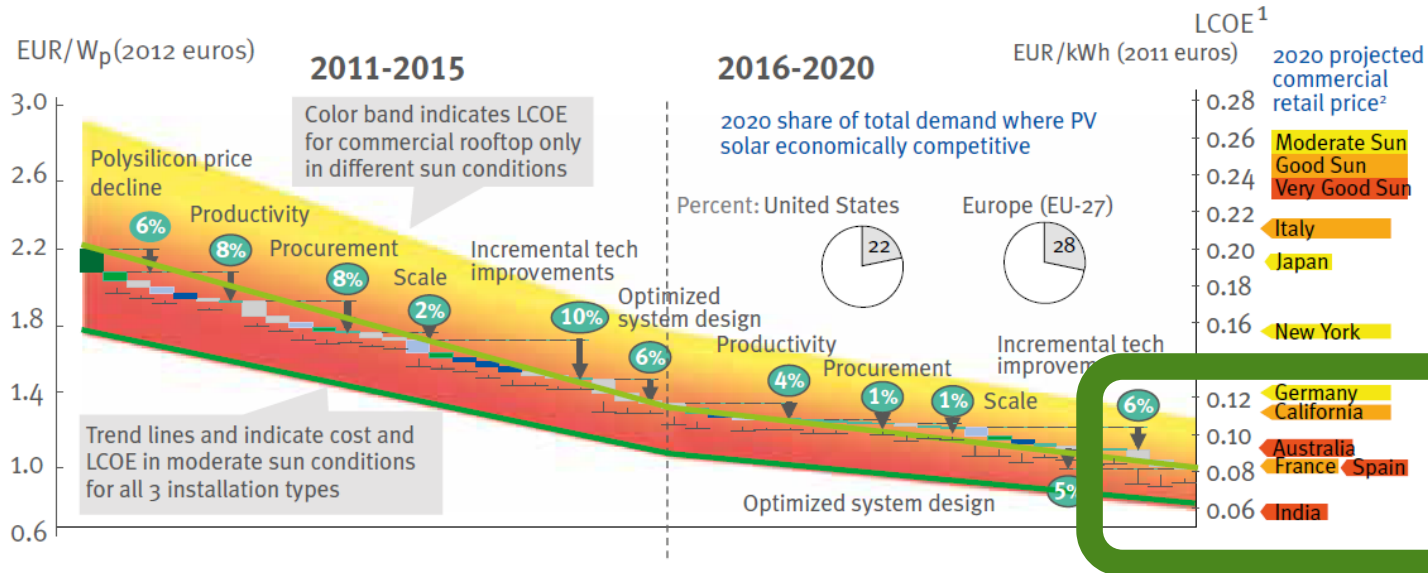 EUR/Wp(2012 euros)
2011-2015
2016-2020
LCOE1
EUR/kWh (2011 euros)
2020 projected
commercial
retail price2
3.0
2.6
2.2
1.8
1.4
1.0
0.6
Color band indicates LCOE
for commercial rooftop only
in different sun conditions
2020 share of total demand where PV
solar economically competitive
Percent: United States
Europe (EU-27)
22
28
Polysilicon price
decline
6%
Productivity
8%
Procurement
8%
Scale
2%
Incremental tech
improvements
10%
Optimized
system design
6%
Productivity
4%
Procurement
1%
1%
Scale
Incremental tech
6%
Optimized system design
5%
Trend lines and indicate cost and
LCOE in moderate sun conditions
for all 3 installation types
0.28
0.26
0.24
0.22
0.20
0.18
0.16
0.12
0.10
0.08
0.06
Moderate Sun
Good Sun
Very Good Sun
Italy
Japan
New York
Germany
California
Australia
France
Spain
India